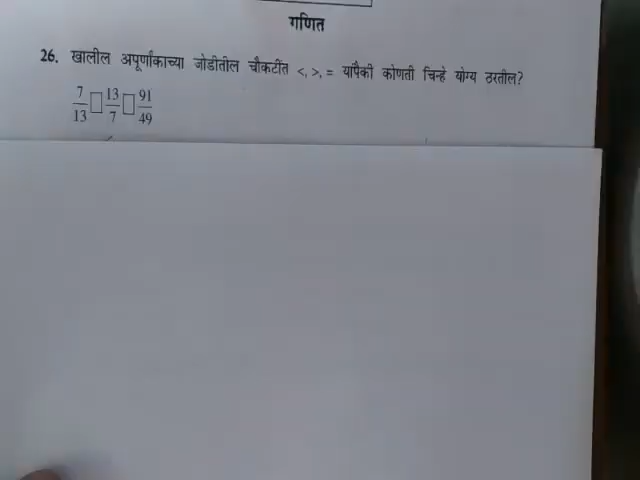 गणित
26. खालील अपूर्णांकाच्या जोडीतील चौकटीत <, >, = यांपैकी कोणती चिन्हे योग्य ठरतील?
7/13 □ 13/7 □ 91/49